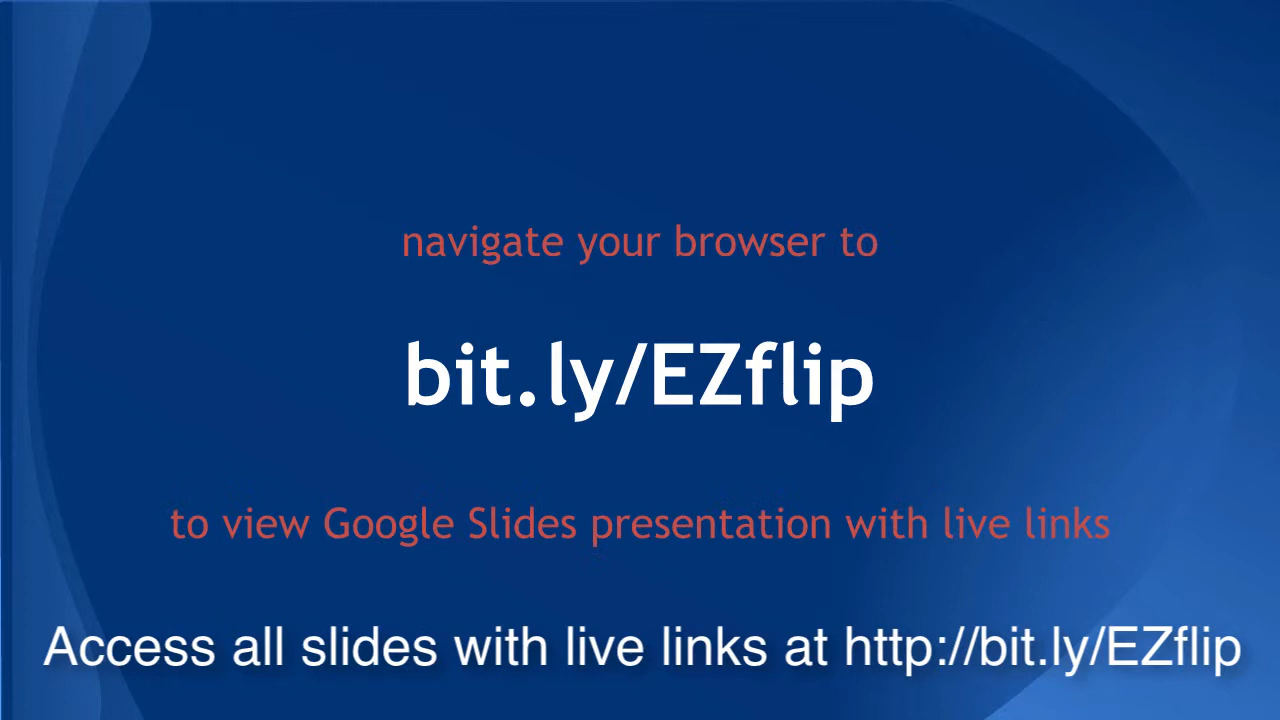 navigate your browser to
bit.ly/EZflip
to view Google Slides presentation with live links
Access all slides with live links at http://bit.ly/EZflip